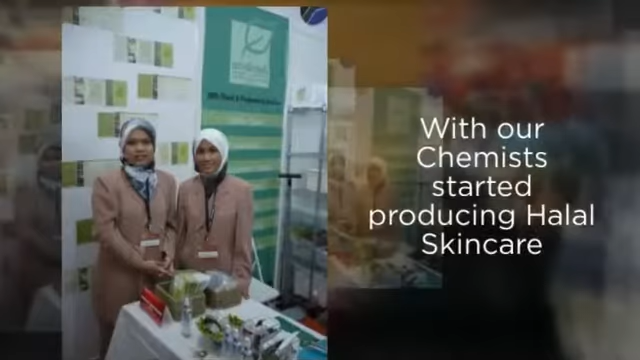 With our
Chemists
started
producing Halal
Skincare